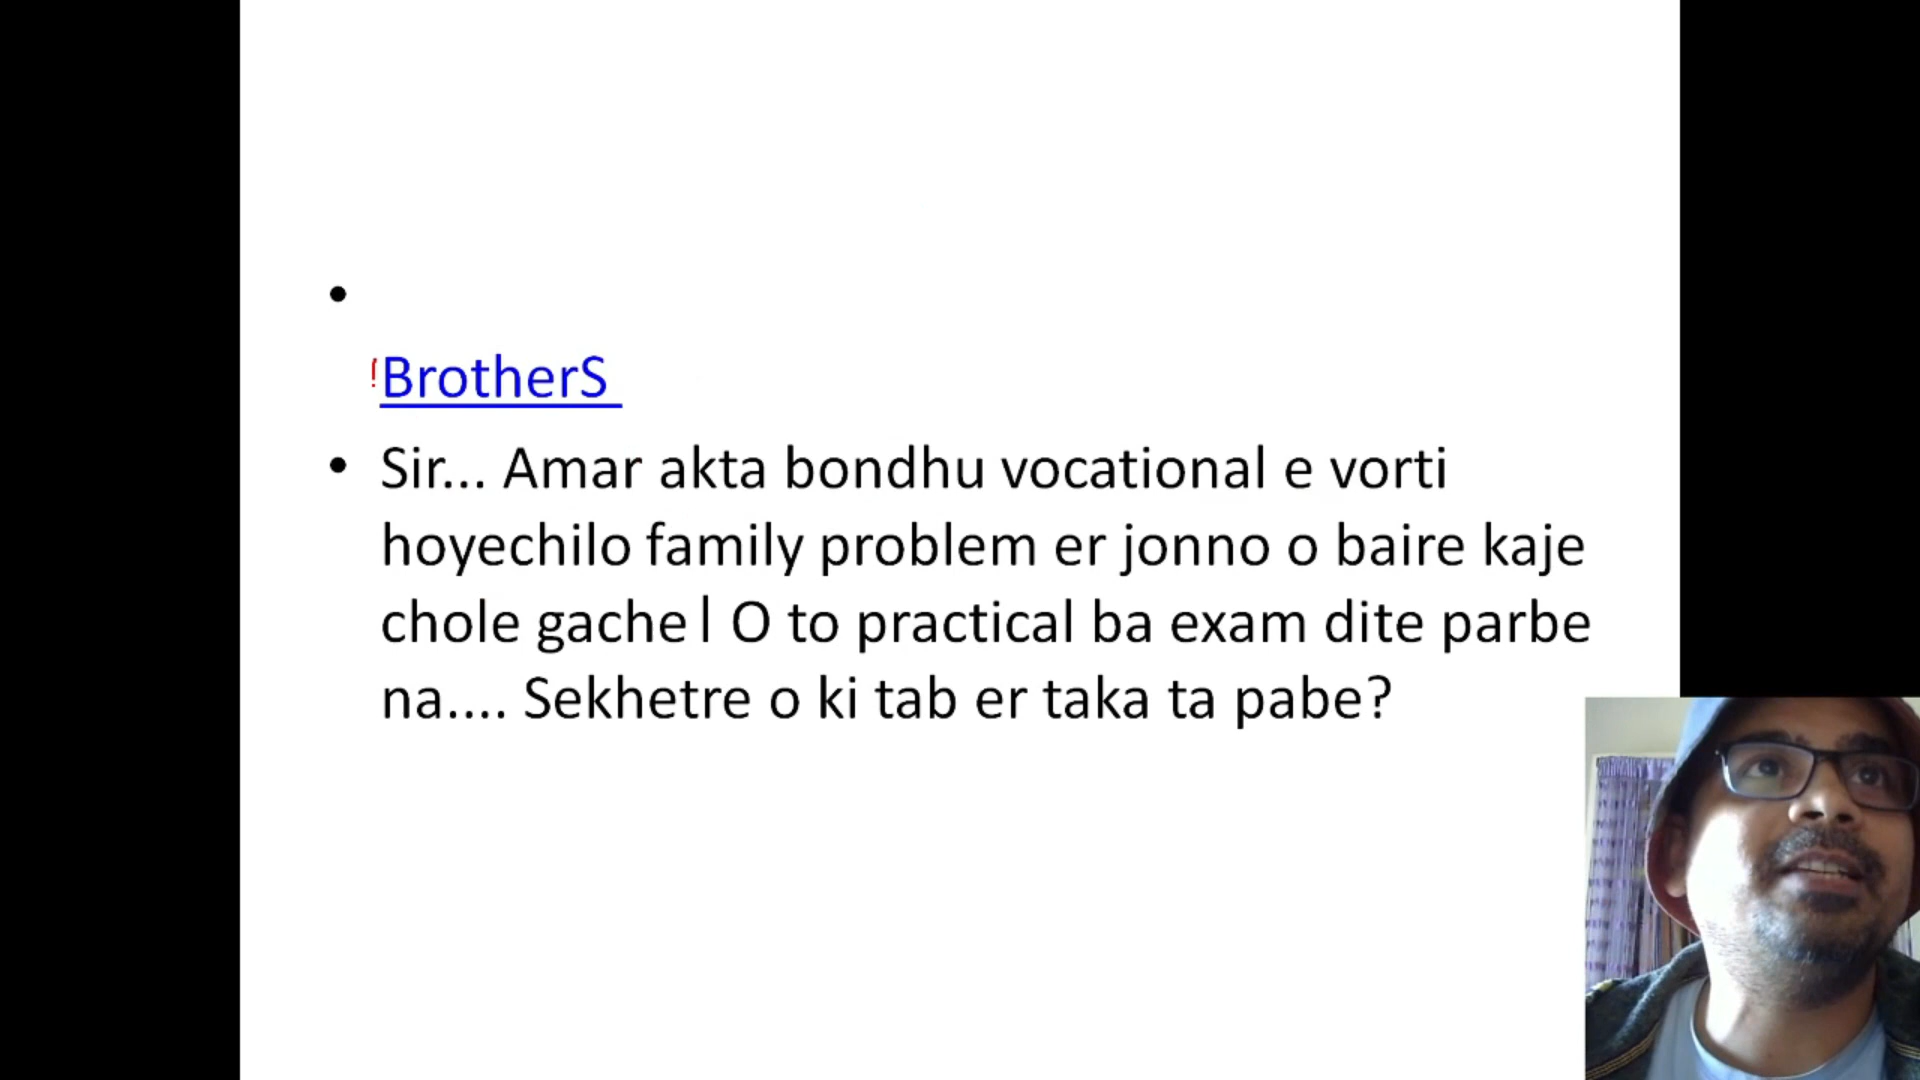 BrotherS
Sir... Amar akta bondhu vocational e vorti
hoyechilo family problem er jonno o baire kaje
chole gache l O to practical ba exam dite parbe
na.... Sekhetre o ki tab er taka ta pabe?